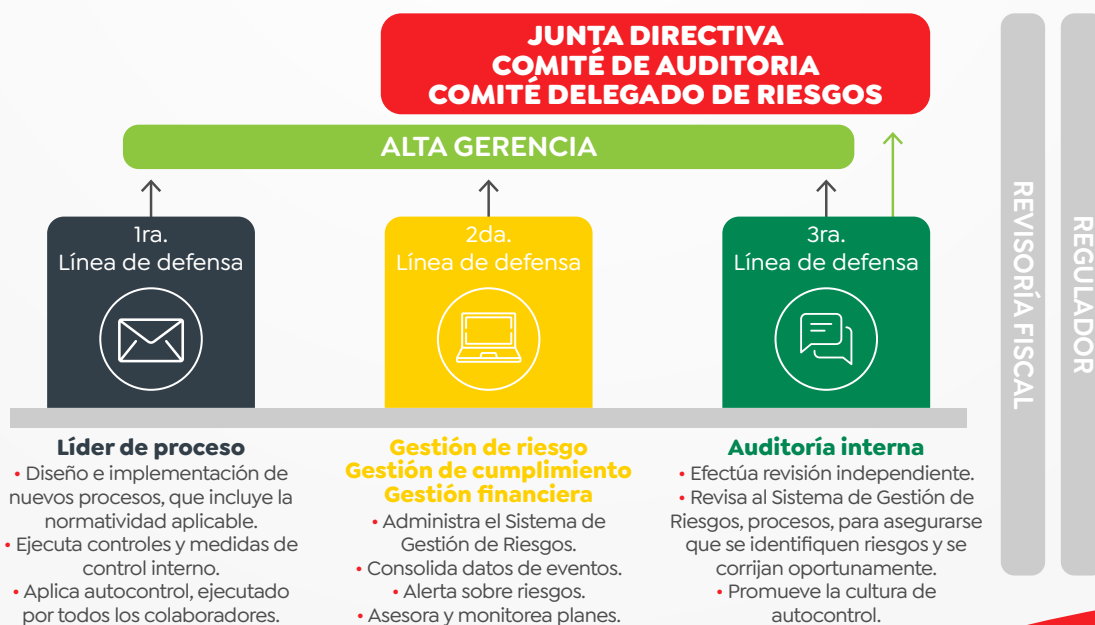 JUNTA DIRECTIVA
COMITÉ DE AUDITORIA
COMITÉ DELEGADO DE RIESGOS
ALTA GERENCIA
1ra.
Línea de defensa
2da.
Línea de defensa
3ra.
Línea de defensa
Líder de proceso
• Diseño e implementación de
nuevos procesos, que incluye la
normatividad aplicable.
• Ejecuta controles y medidas de
control interno.
• Aplica autocontrol, ejecutado
por todos los colaboradores.
Gestión de riesgo
Gestión de cumplimiento
Gestión financiera
• Administra el Sistema de
Gestión de Riesgos.
• Consolida datos de eventos.
• Alerta sobre riesgos.
• Asesora y monitorea planes.
Auditoría interna
• Efectúa revisión independiente.
• Revisa al Sistema de Gestión de
Riesgos, procesos, para asegurarse
que se identifiquen riesgos y se
corrijan oportunamente.
• Promueve la cultura de
autocontrol.
REVISORÍA FISCAL
REGULADOR